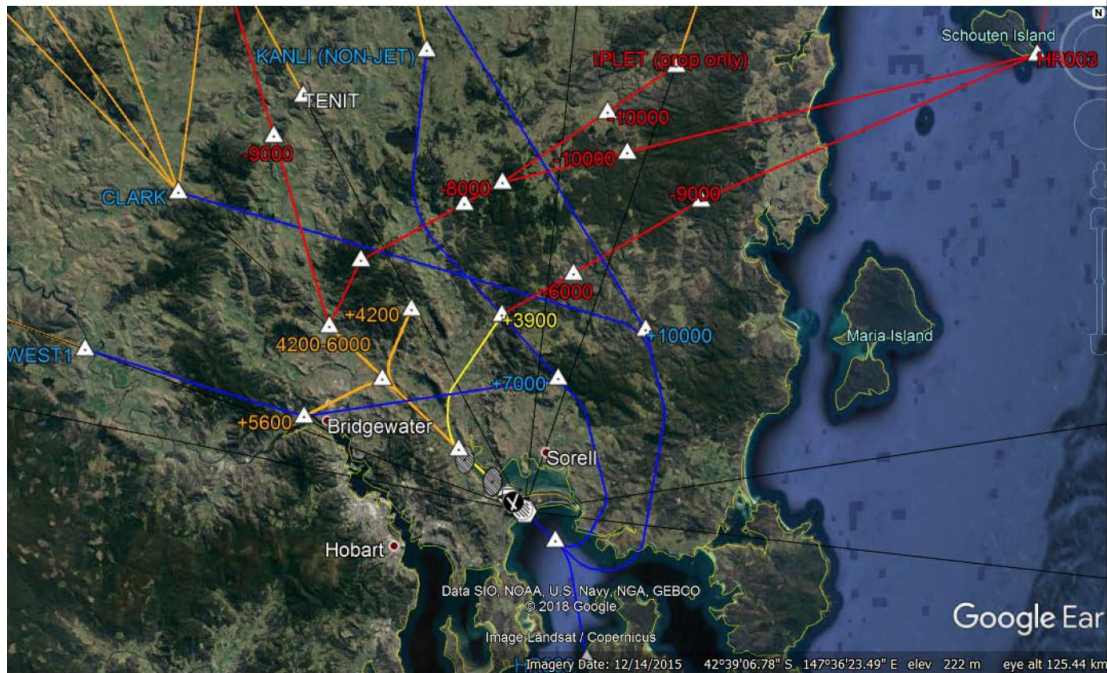 N
Schouten Island
KANLI (NON-JET)
IPLET (prop only)
HR003
TENIT
-10000
-9000
-10000
CLARK
-8000
-9000
+6000
+4200
+3900
4200-6000
+10000
Maria Island
WEST1
+7000
+5600
Bridgewater
Sorell
Hobart
Data SIO, NOAA, U.S. Navy, NGA, GEBCO
© 2018 Google
Image Landsat / Copernicus
Google Ear
Imagery Date: 12/14/2015 42°39'06.78" S 147°36'23.49" E elev 222 m eye alt 125.44 km